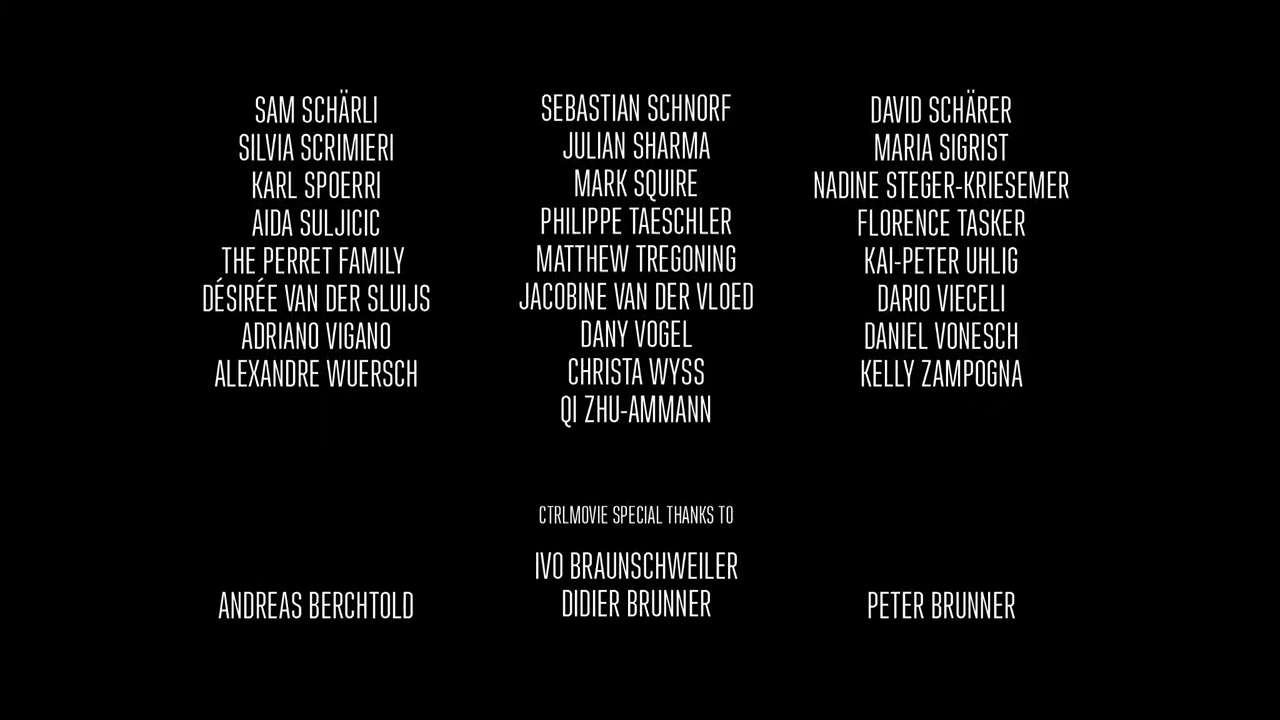 SAM SCHÄRLI
SILVIA SCRIMIERI
KARL SPOERRI
AIDA SULJICIC
THE PERRET FAMILY
DÉSIRÉE VAN DER SLUIJS
ADRIANO VIGANO
ALEXANDRE WUERSCH
SEBASTIAN SCHNORF
JULIAN SHARMA
MARK SQUIRE
PHILIPPE TAESCHLER
MATTHEW TREGONING
JACOBINE VAN DER VLOED
DANY VOGEL
CHRISTA WYSS
QI ZHU-AMMANN
DAVID SCHÄRER
MARIA SIGRIST
NADINE STEGER-KRIESEMER
FLORENCE TASKER
KAI-PETER UHLIG
DARIO VIECELI
DANIEL VONESCH
KELLY ZAMPOGNA
CTRLMOVIE SPECIAL THANKS TO
ANDREAS BERCHTOLD
IVO BRAUNSCHWEILER
DIDIER BRUNNER
PETER BRUNNER